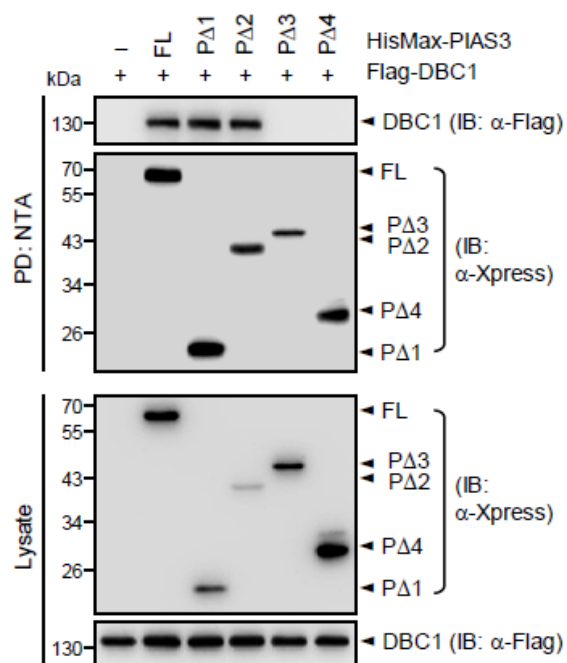 – FL PΔ1 PΔ2 PΔ3 PΔ4 HisMax-PIAS3
kDa + + + + + + Flag-DBC1
130 DBC1 (IB: α-Flag)
PD: NTA
70 FL
55
PΔ3
43 PΔ2
(IB:
α-Xpress)
34
PΔ4
26
PΔ1
Lysate
70 FL
55
PΔ3
43 PΔ2
(IB:
α-Xpress)
34
PΔ4
26
PΔ1
130 DBC1 (IB: α-Flag)